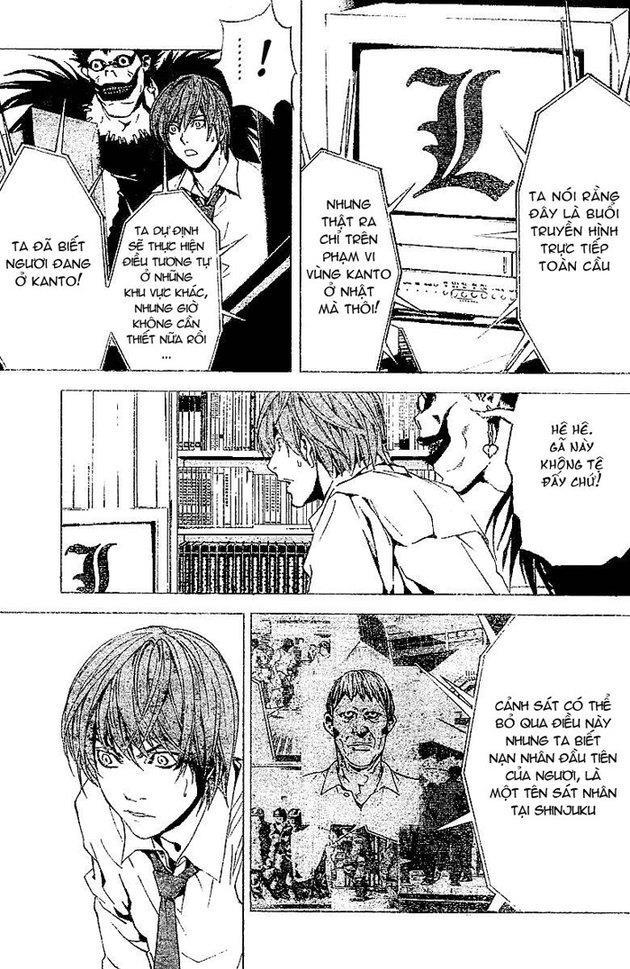 TA NÓI RẰNG
ĐÂY LÀ BUỔI
TRUYỀN HÌNH
TRỰC TIẾP
TOÀN CẦU
L
NHƯNG
THẬT RA
CHỈ TRÊN
PHẠM VI
VÙNG KANTO
Ở NHẬT
MÀ THÔI!
...!
TA DỰ ĐỊNH
SẼ THỰC HIỆN
ĐIỀU TƯƠNG TỰ
Ở NHỮNG
KHU VỰC KHÁC,
NHƯNG GIỜ
KHÔNG CẦN
THIẾT NỮA RỒI
...
TA ĐÃ BIẾT
NGƯƠI ĐANG
Ở KANTO!
HỆ HỆ.
GÃ NÀY
KHÔNG TỆ
ĐẤY CHỨ!
L
CẢNH SÁT CÓ THỂ
BỎ QUA ĐIỀU NÀY
NHƯNG TA BIẾT
NẠN NHÂN ĐẦU TIÊN
CỦA NGƯƠI, LÀ
MỘT TÊN SÁT NHÂN
TẠI SHINJUKU